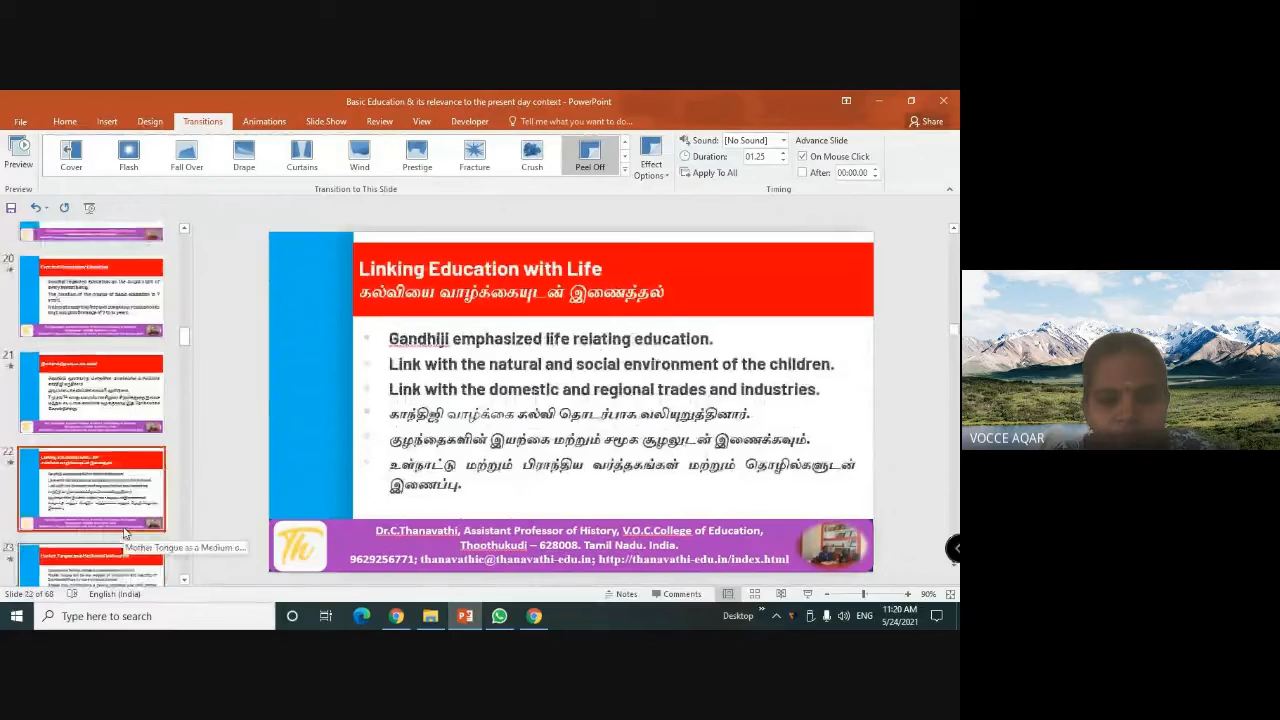 Basic Education & its relevance to the present day context - PowerPoint
File Home Insert Design Transitions Animations Slide Show Review View Developer Tell me what you want to do... Share
Preview Cover Flash Fall Over Drape Curtains Wind Prestige Fracture Crush Peel Off Effect Options
Sound: [No Sound] Advance Slide
Duration: 01.25 On Mouse Click
Apply To All After: 00:00.00
Preview Transition to This Slide Timing
20
21
22
23
Mother Tongue as a Medium o...
Linking Education with Life
கல்வியை வாழ்க்கையுடன் இணைத்தல்
Gandhiji emphasized life relating education.
Link with the natural and social environment of the children.
Link with the domestic and regional trades and industries.
காந்திஜி வாழ்க்கை கல்வி தொடர்பாக வலியுறுத்தினார்.
குழந்தைகளின் இயற்கை மற்றும் சமூக சூழலுடன் இணைக்கவும்.
உள்நாட்டு மற்றும் பிராந்திய வர்த்தகங்கள் மற்றும் தொழில்களுடன்
இணைப்பு.
Th
Dr.C.Thanavathi, Assistant Professor of History, V.O.C.College of Education,
Thoothukudi – 628008. Tamil Nadu. India.
9629256771; thanavathic@thanavathi-edu.in; http://thanavathi-edu.in/index.html
VOCCE AQAR
Slide 22 of 68 English (India) Notes Comments 90%
Type here to search Desktop ENG 11:20 AM
5/24/2021